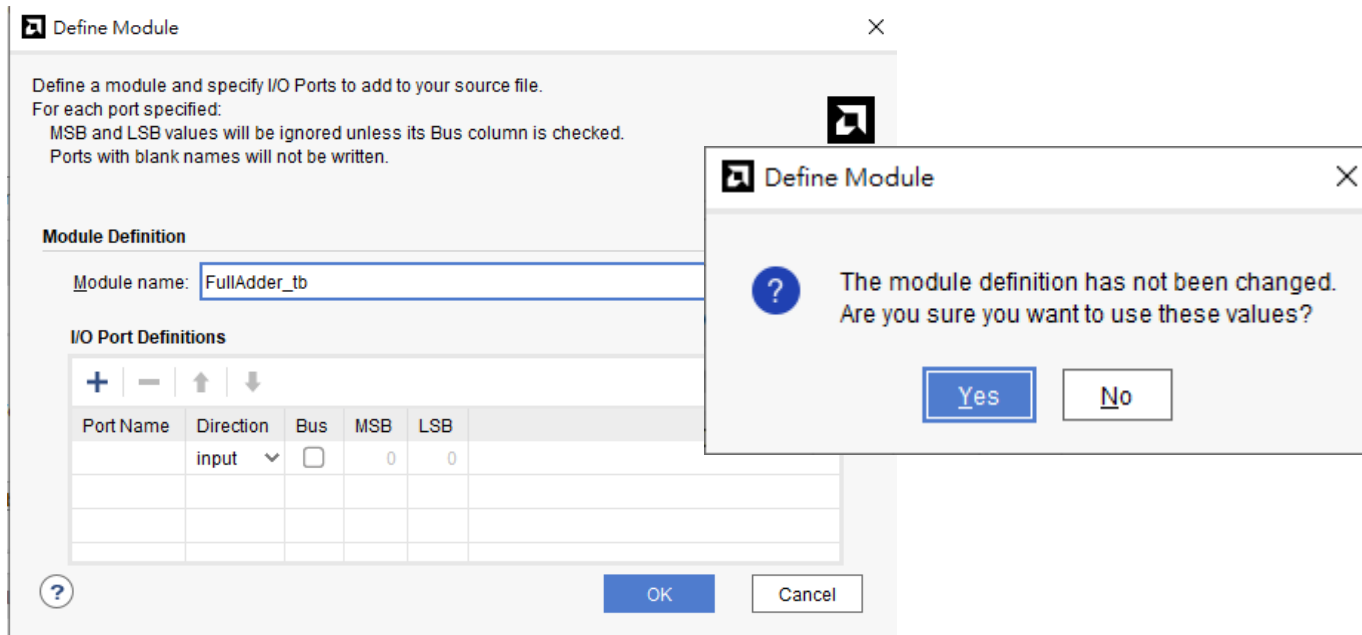 Define Module
Define a module and specify I/O Ports to add to your source file.
For each port specified:
MSB and LSB values will be ignored unless its Bus column is checked.
Ports with blank names will not be written.
Module Definition
Module name: FullAdder_tb
I/O Port Definitions
Port Name Direction Bus MSB LSB
input 0 0
?
OK Cancel
Define Module
?
The module definition has not been changed.
Are you sure you want to use these values?
Yes No